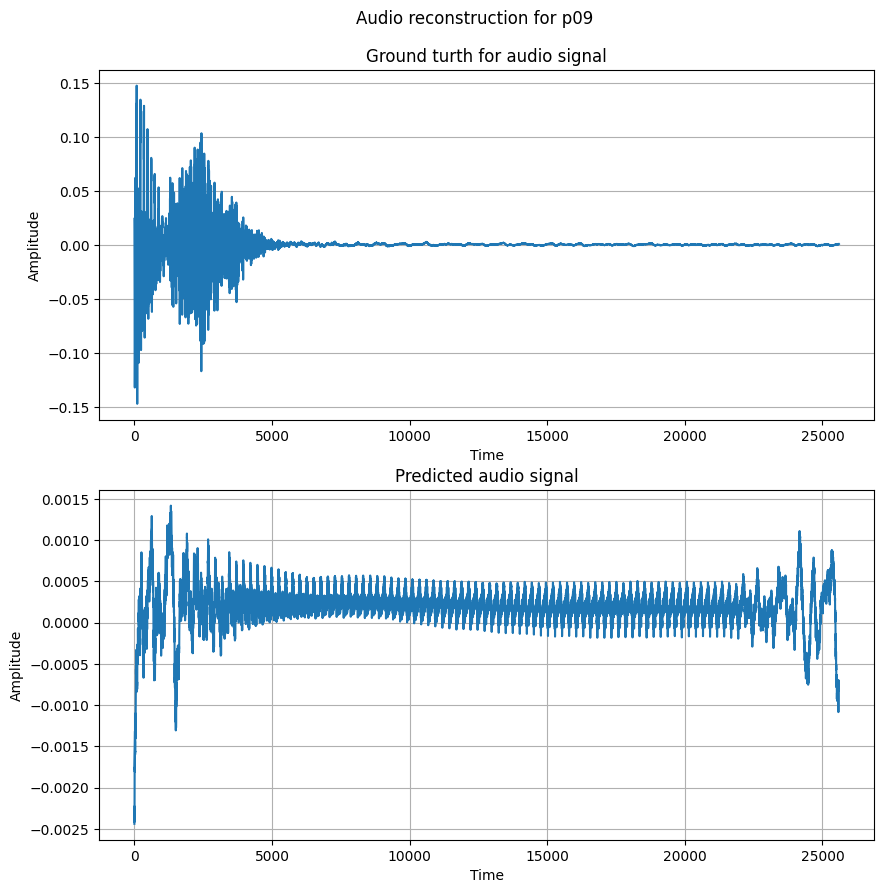 Audio reconstruction for p09
Ground turth for audio signal
0.15
0.10
0.05
0.00
−0.05
−0.10
−0.15
Amplitude
0 5000 10000 15000 20000 25000
Time
Predicted audio signal
0.0015
0.0010
0.0005
0.0000
−0.0005
−0.0010
−0.0015
−0.0020
−0.0025
Amplitude
0 5000 10000 15000 20000 25000
Time